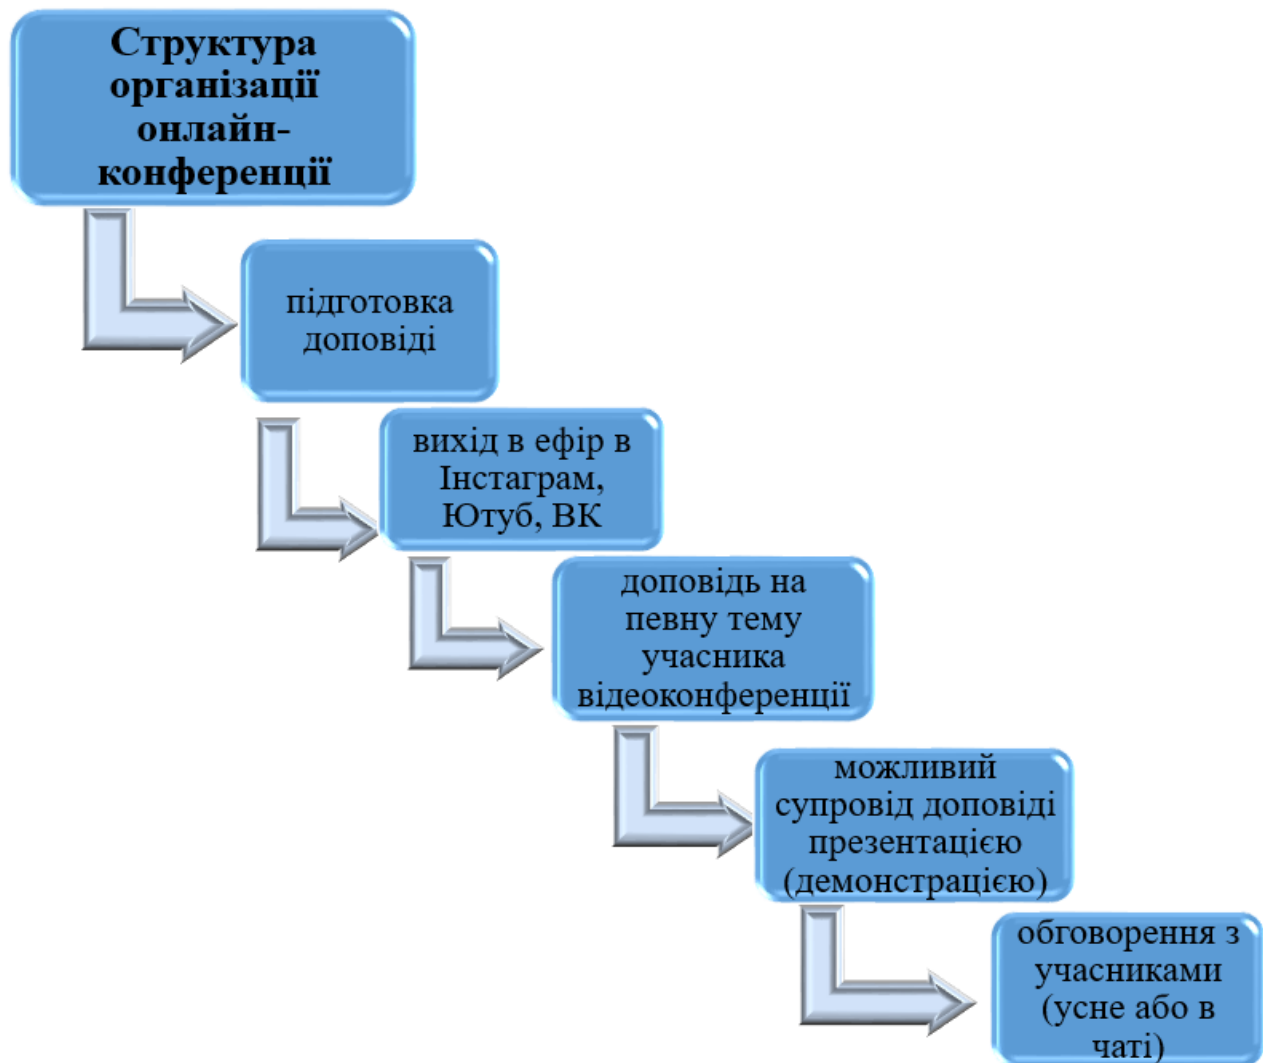 Структура
організації
онлайн-
конференції
підготовка
доповіді
вихід в ефір в
Інстаграм,
Ютуб, ВК
доповідь на
певну тему
учасника
відеоконференції
можливий
супровід доповіді
презентацією
(демонстрацією)
обговорення з
учасниками
(усне або в
чаті)